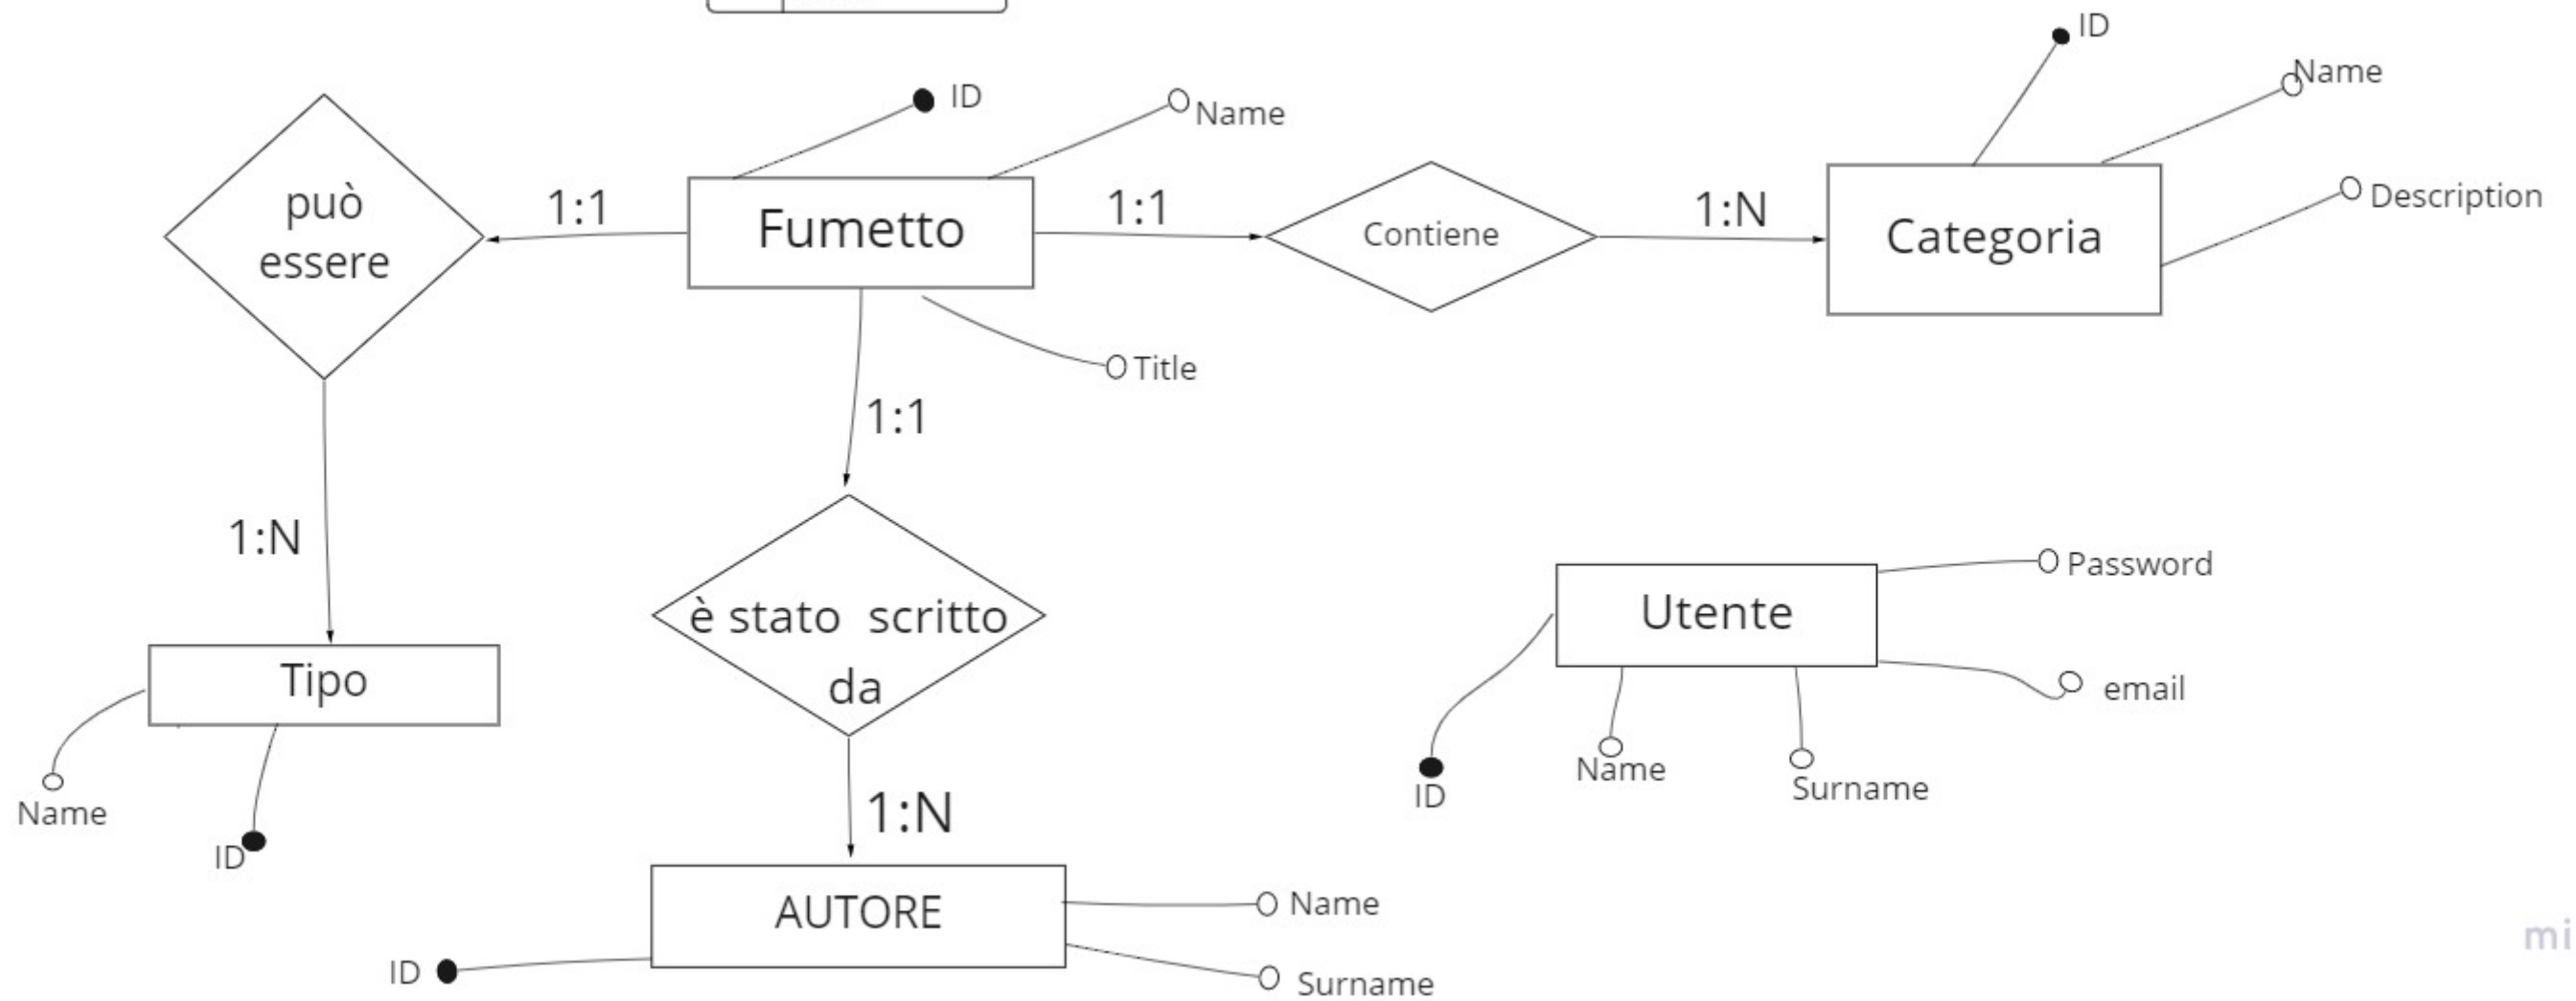 ID
Name
Description
Categoria
ID
Name
Fumetto
Title
1:1
Contiene
1:N
1:1
può
essere
1:N
Tipo
Name
ID
1:1
è stato scritto
da
1:N
AUTORE
ID
Name
Surname
Utente
Password
email
ID
Name
Surname
mi